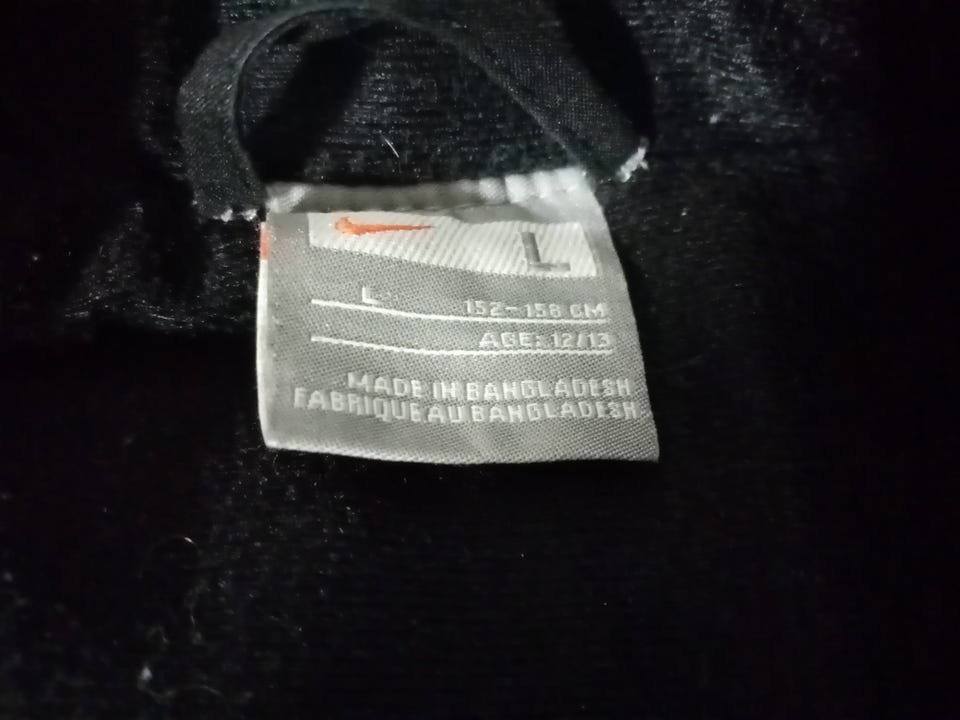 L
L 152-158 CM
AGE: 12/13
MADE IN BANGLADESH
FABRIQUE AU BANGLADESH